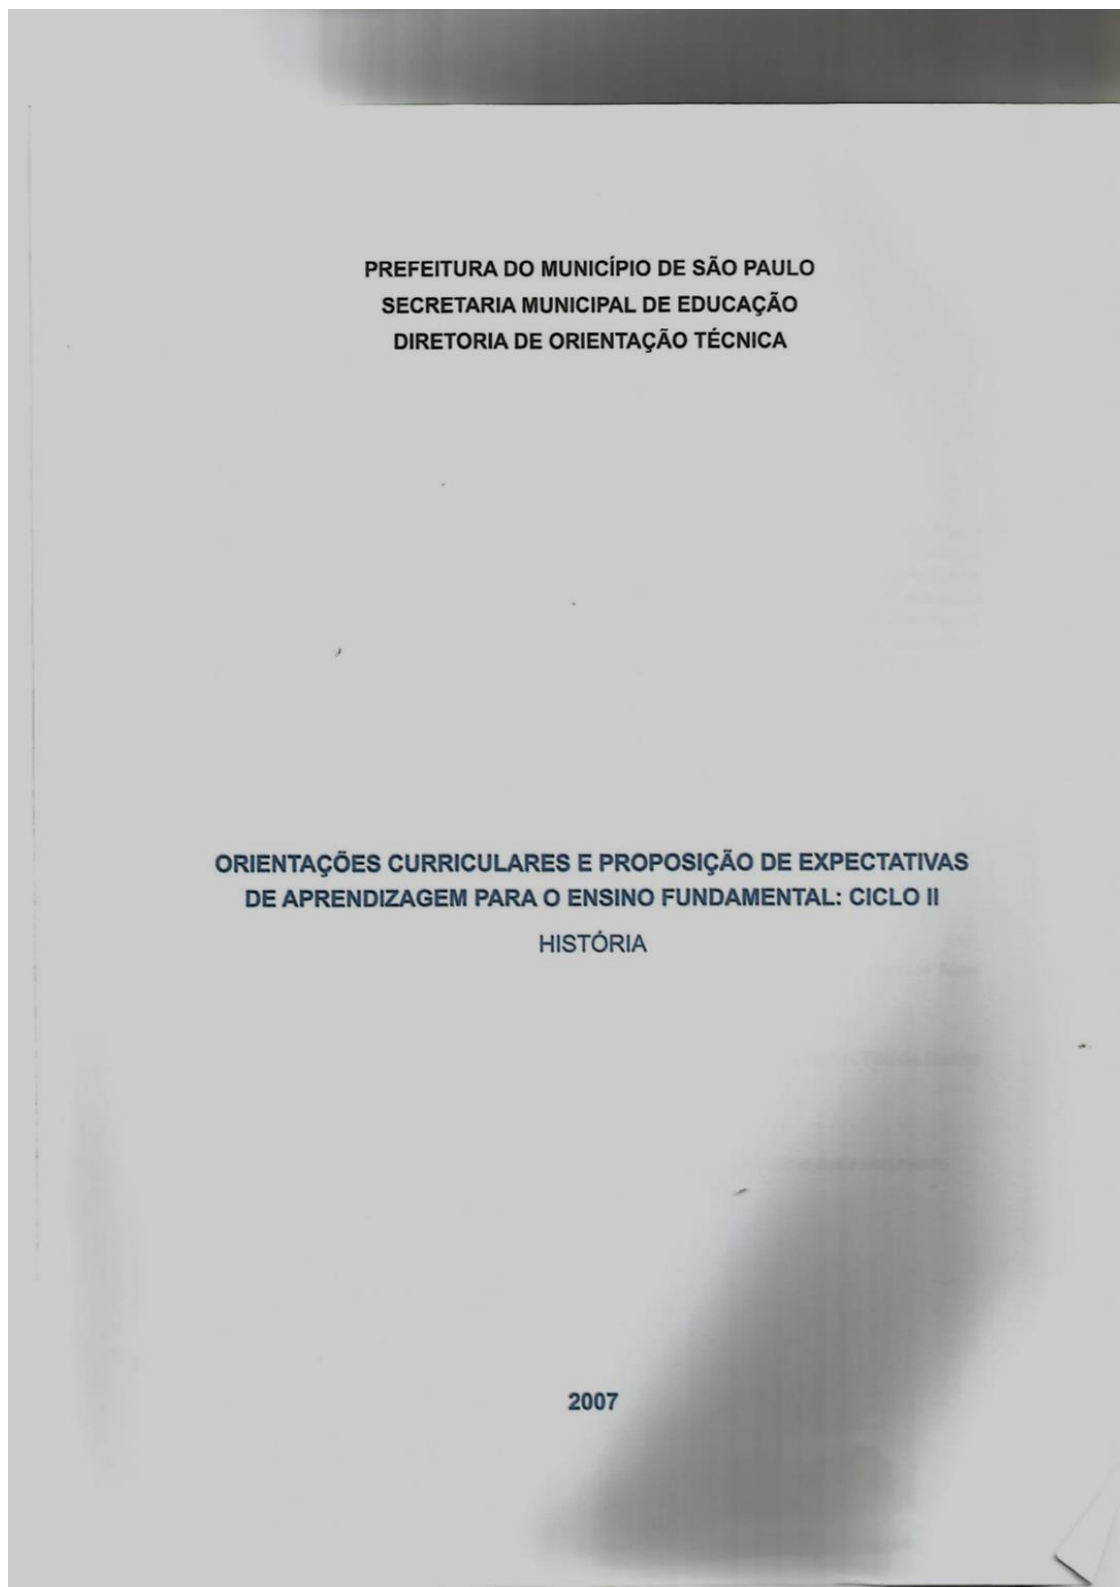 PREFEITURA DO MUNICÍPIO DE SÃO PAULO
SECRETARIA MUNICIPAL DE EDUCAÇÃO
DIRETORIA DE ORIENTAÇÃO TÉCNICA
ORIENTAÇÕES CURRICULARES E PROPOSIÇÃO DE EXPECTATIVAS
DE APRENDIZAGEM PARA O ENSINO FUNDAMENTAL: CICLO II
HISTÓRIA
2007